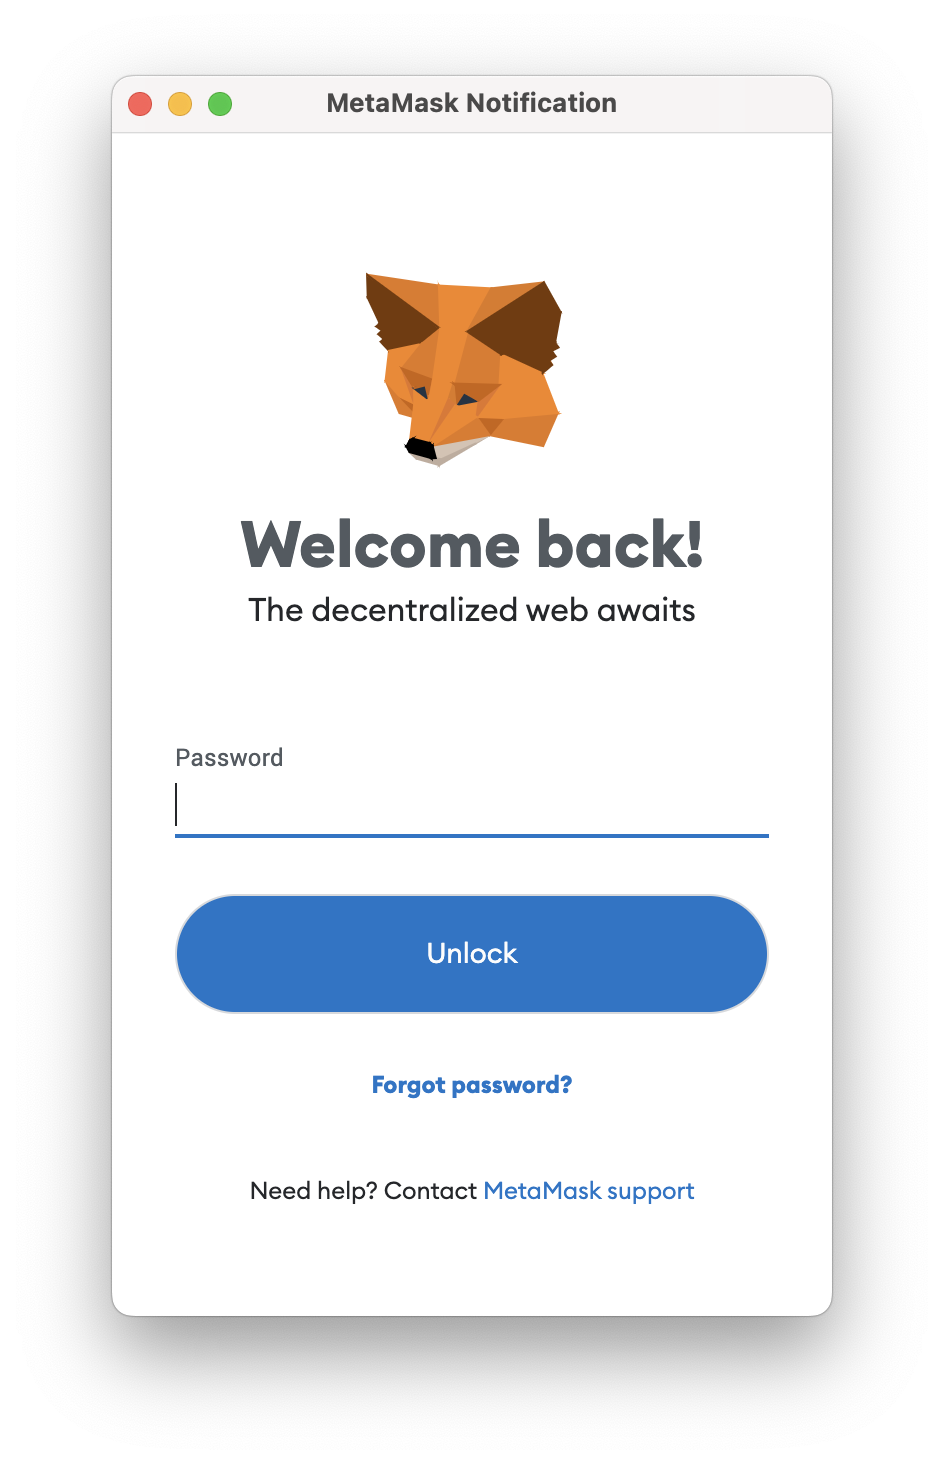 MetaMask Notification
Welcome back!
The decentralized web awaits
Password
Unlock
Forgot password?
Need help? Contact MetaMask support